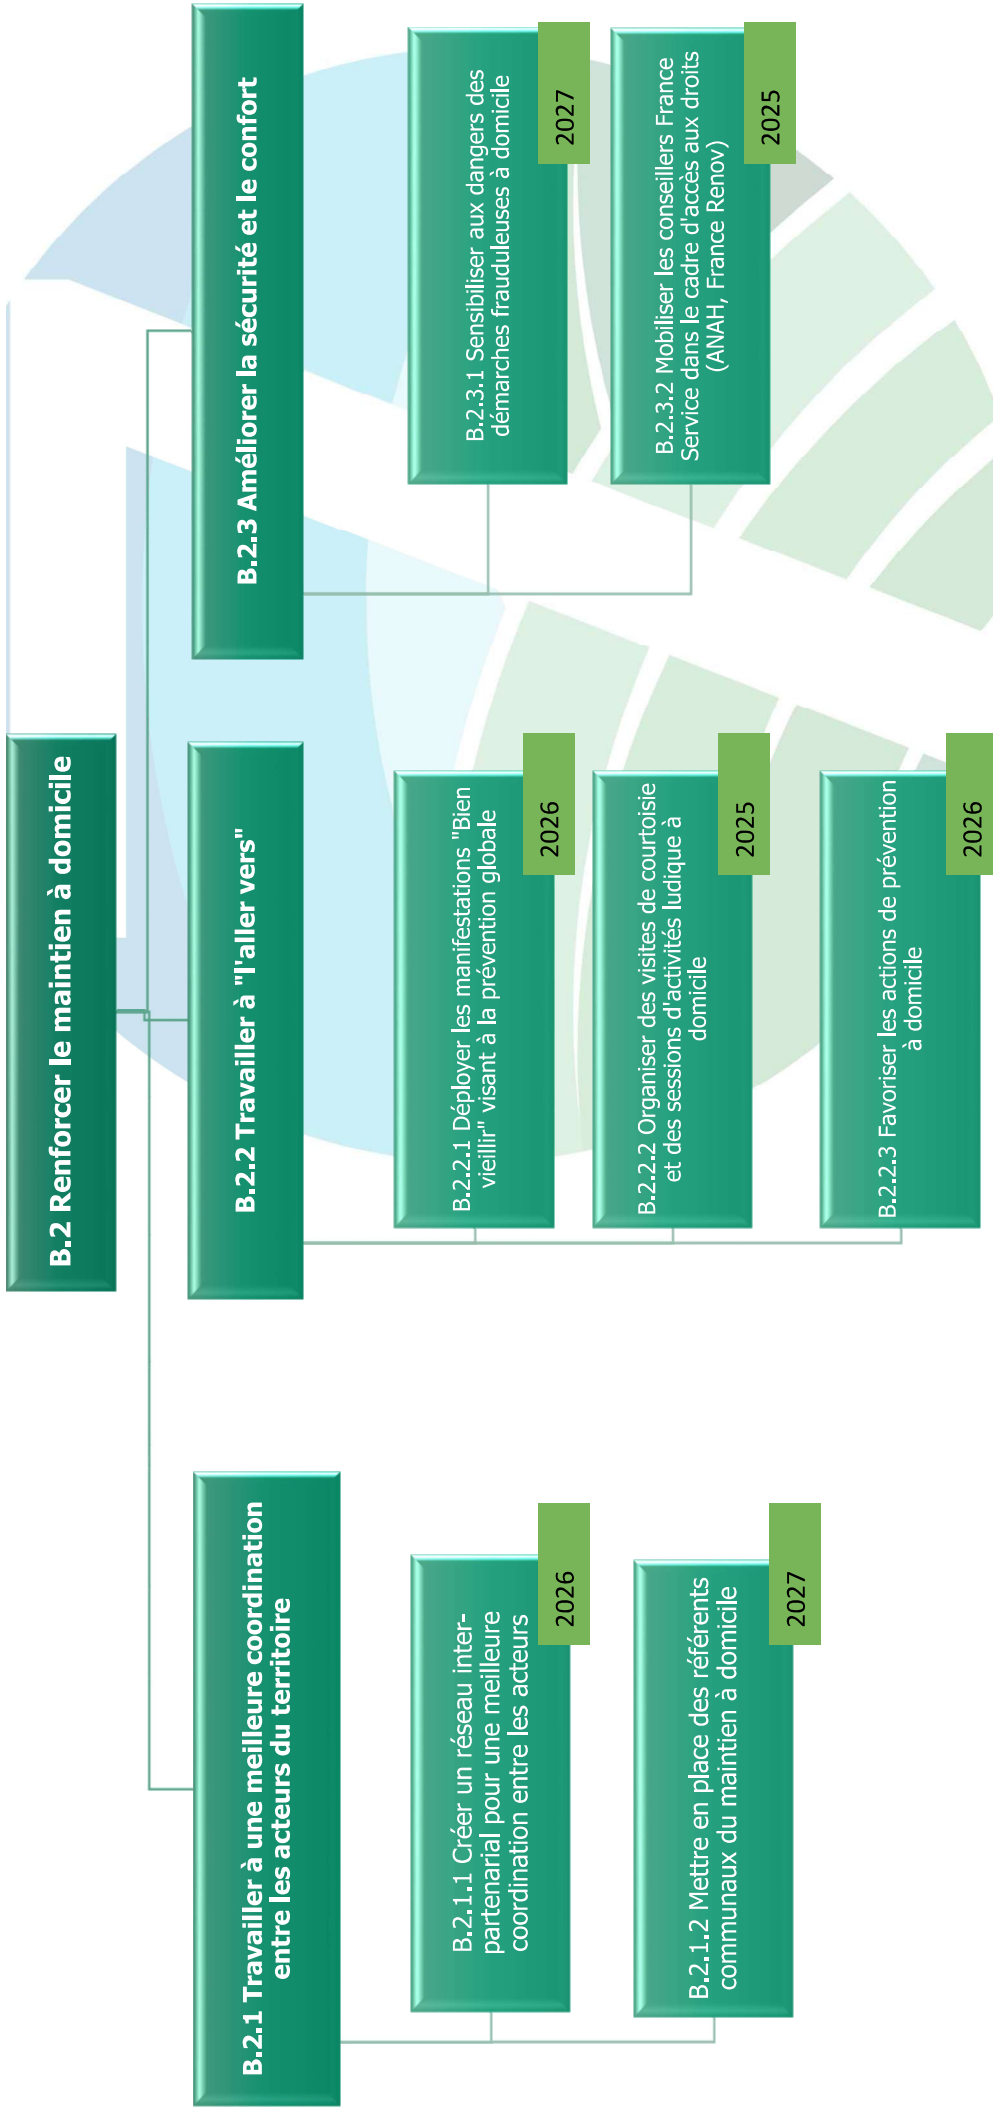 B.2 Renforcer le maintien à domicile
B.2.1 Travailler à une meilleure coordination
entre les acteurs du territoire
B.2.1.1 Créer un réseau inter-
partenarial pour une meilleure
coordination entre les acteurs
2026
B.2.1.2 Mettre en place des référents
communaux du maintien à domicile
2027
B.2.2 Travailler à "l'aller vers"
B.2.2.1 Déployer les manifestations "Bien
vieillir" visant à la prévention globale
2026
B.2.2.2 Organiser des visites de courtoisie
et des sessions d'activités ludique à
domicile
2025
B.2.2.3 Favoriser les actions de prévention
à domicile
2026
B.2.3 Améliorer la sécurité et le confort
B.2.3.1 Sensibiliser aux dangers des
démarches frauduleuses à domicile
2027
B.2.3.2 Mobiliser les conseillers France
Service dans le cadre d'accès aux droits
(ANAH, France Renov)
2025